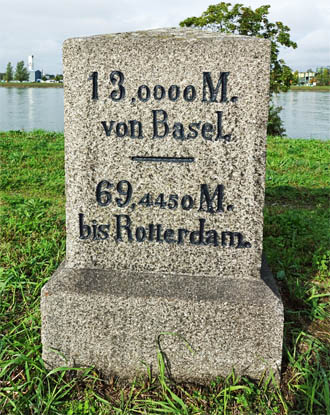 13.0000 M.
von Basel.
69.4450. M.
bis Rotterdam.